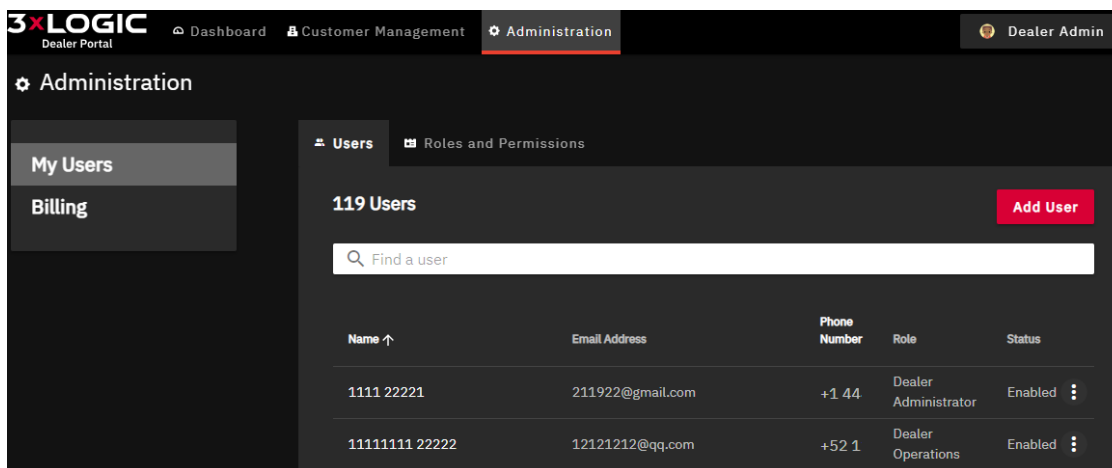 3xLOGIC
Dealer Portal
Dashboard
Customer Management
Administration
Dealer Admin
Administration
My Users
Billing
Users
Roles and Permissions
119 Users
Add User
Find a user
Name
Email Address
Phone
Number
Role
Status
1111 22221
211922@gmail.com
+1 44
Dealer
Administrator
Enabled
11111111 22222
12121212@qq.com
+52 1
Dealer
Operations
Enabled